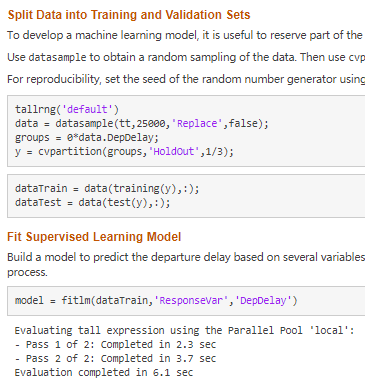 Split Data into Training and Validation Sets
To develop a machine learning model, it is useful to reserve part of the
Use datasample to obtain a random sampling of the data. Then use cvp
For reproducibility, set the seed of the random number generator using
tallrng('default')
data = datasample(tt,25000,'Replace',false);
groups = 0*data.DepDelay;
y = cvpartition(groups,'HoldOut',1/3);
dataTrain = data(training(y),:);
dataTest = data(test(y),:);
Fit Supervised Learning Model
Build a model to predict the departure delay based on several variables
process.
model = fitlm(dataTrain,'ResponseVar','DepDelay')
Evaluating tall expression using the Parallel Pool 'local':
- Pass 1 of 2: Completed in 2.3 sec
- Pass 2 of 2: Completed in 3.7 sec
Evaluation completed in 6.1 sec